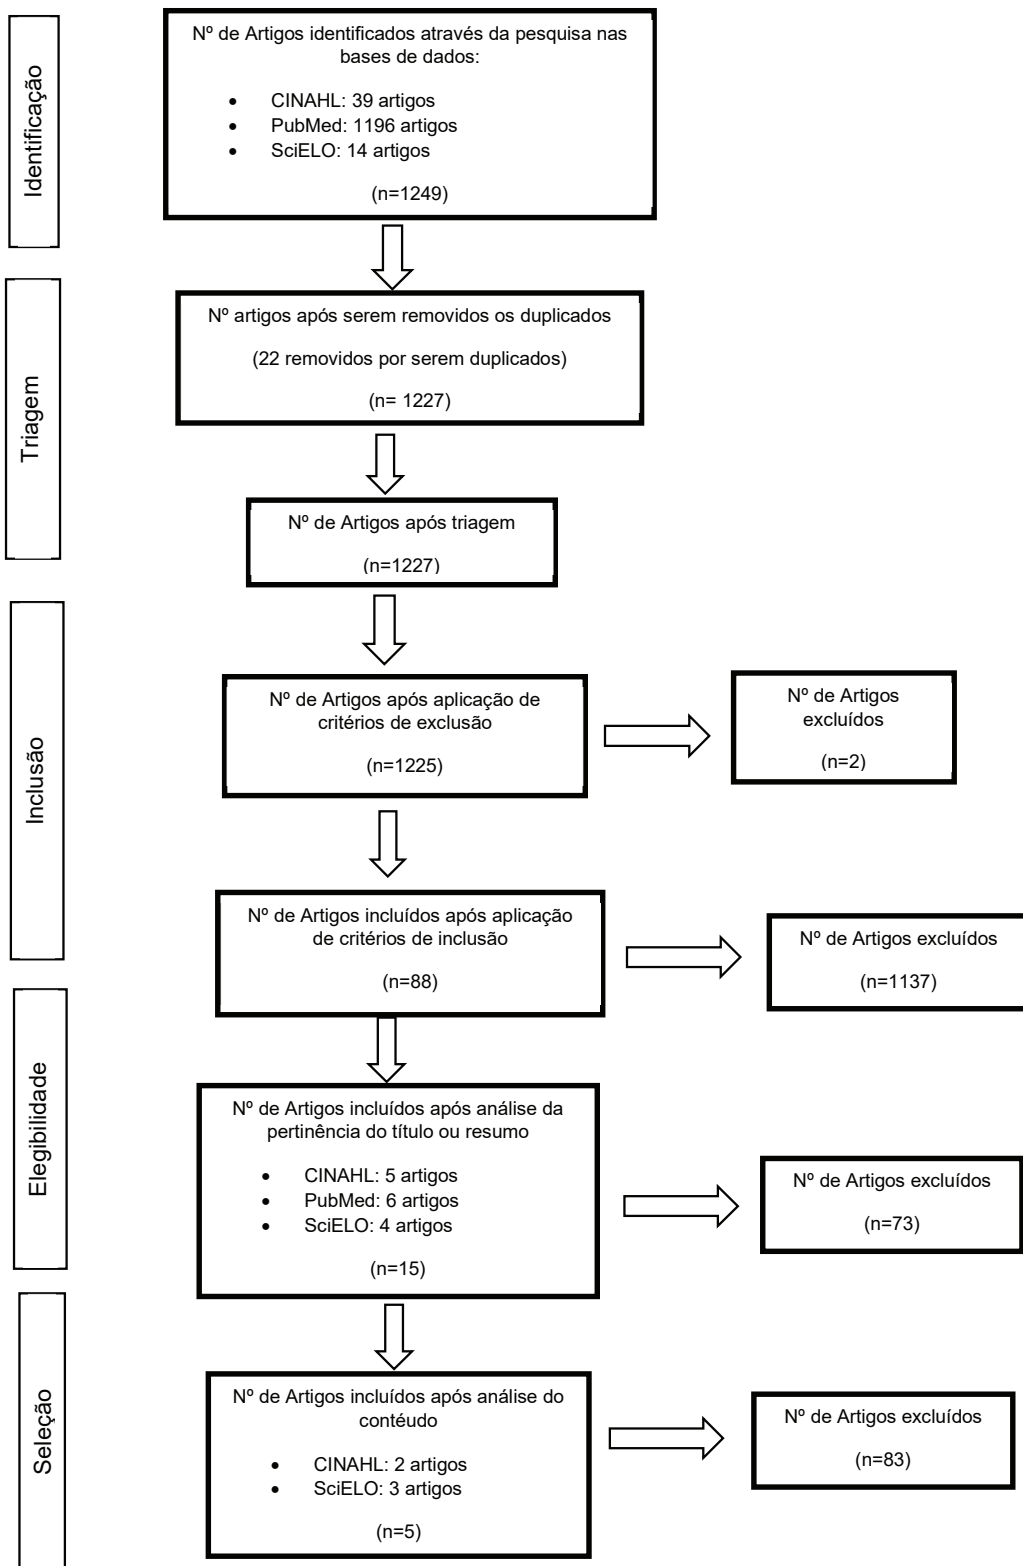 Identificação
Nº de Artigos identificados através da pesquisa nas
bases de dados:
• CINAHL: 39 artigos
• PubMed: 1196 artigos
• SciELO: 14 artigos
(n=1249)
Triagem
Nº artigos após serem removidos os duplicados
(22 removidos por serem duplicados)
(n= 1227)
Nº de Artigos após triagem
(n=1227)
Inclusão
Nº de Artigos após aplicação de
critérios de exclusão
(n=1225)
Nº de Artigos
excluídos
(n=2)
Nº de Artigos incluídos após aplicação
de critérios de inclusão
(n=88)
Nº de Artigos excluídos
(n=1137)
Elegibilidade
Nº de Artigos incluídos após análise da
pertinência do título ou resumo
• CINAHL: 5 artigos
• PubMed: 6 artigos
• SciELO: 4 artigos
(n=15)
Nº de Artigos excluídos
(n=73)
Seleção
Nº de Artigos incluídos após análise do
contéudo
• CINAHL: 2 artigos
• SciELO: 3 artigos
(n=5)
Nº de Artigos excluídos
(n=83)